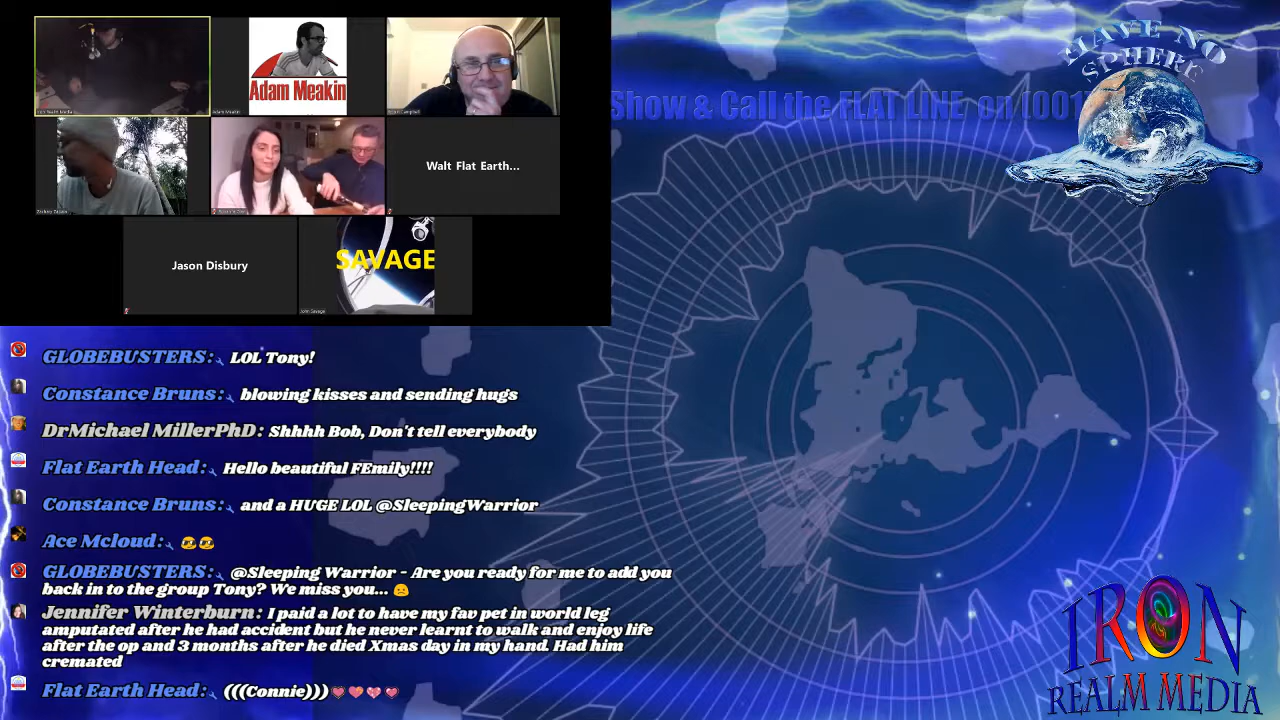 Adam Meakin
Walt Flat Earth...
Jason Disbury
SAVAGE
John Savage
HAVE NO
SPHERE
Show & Call the FLAT LINE on (001)
GLOBEBUSTERS: LOL Tony!
Constance Bruns: blowing kisses and sending hugs
DrMichael MillerPhD: Shhhh Bob, Don't tell everybody
Flat Earth Head: Hello beautiful FEmily!!!!
Constance Bruns: and a HUGE LOL @SleepingWarrior
Ace Mcloud:
GLOBEBUSTERS: @Sleeping Warrior - Are you ready for me to add you
back in to the group Tony? We miss you...
Jennifer Winterburn: I paid a lot to have my fav pet in world leg
amputated after he had accident but he never learnt to walk and enjoy life
after the op and 3 months after he died Xmas day in my hand. Had him
cremated
Flat Earth Head: (((Connie)))
IRON
REALM MEDIA